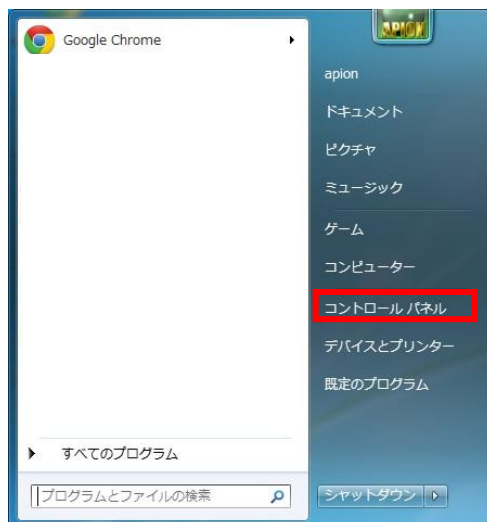 Google Chrome
すべてのプログラム
プログラムとファイルの検索
APION
apion
ドキュメント
ピクチャ
ミュージック
ゲーム
コンピューター
コントロール パネル
デバイスとプリンター
既定のプログラム
シャットダウン